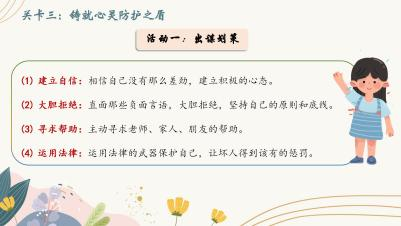 关卡三：铸就心灵防护之盾
活动一：出谋划策
(1) 建立自信：相信自己没有那么差劲，建立积极的心态。
(2) 大胆拒绝：直面那些负面言语，大胆拒绝，坚持自己的原则和底线。
(3) 寻求帮助：主动寻求老师、家人、朋友的帮助。
(4) 运用法律：运用法律的武器保护自己，让坏人得到该有的惩罚。